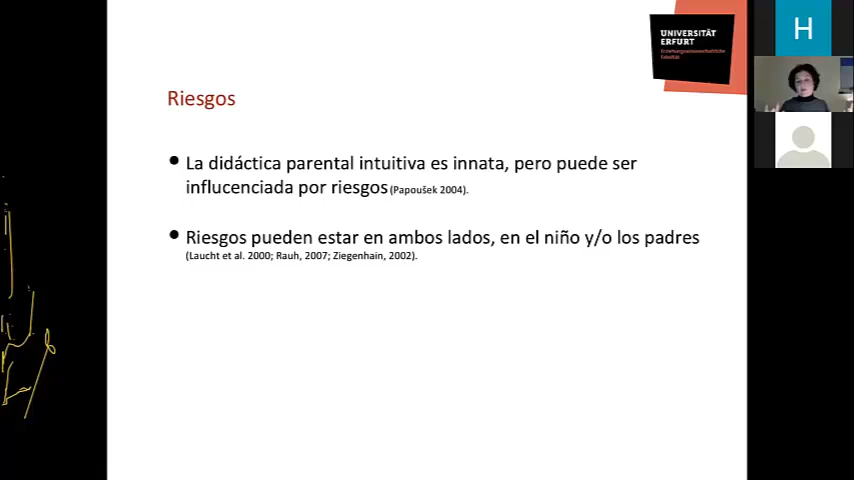 UNIVERSITÄT
ERFURT
Erziehungswissenschaftliche
Fakultät
H
Riesgos
La didáctica parental intuitiva es innata, pero puede ser
influcenciada por riesgos (Papoušek 2004).
Riesgos pueden estar en ambos lados, en el niño y/o los padres
(Laucht et al. 2000; Rauh, 2007; Ziegenhain, 2002).